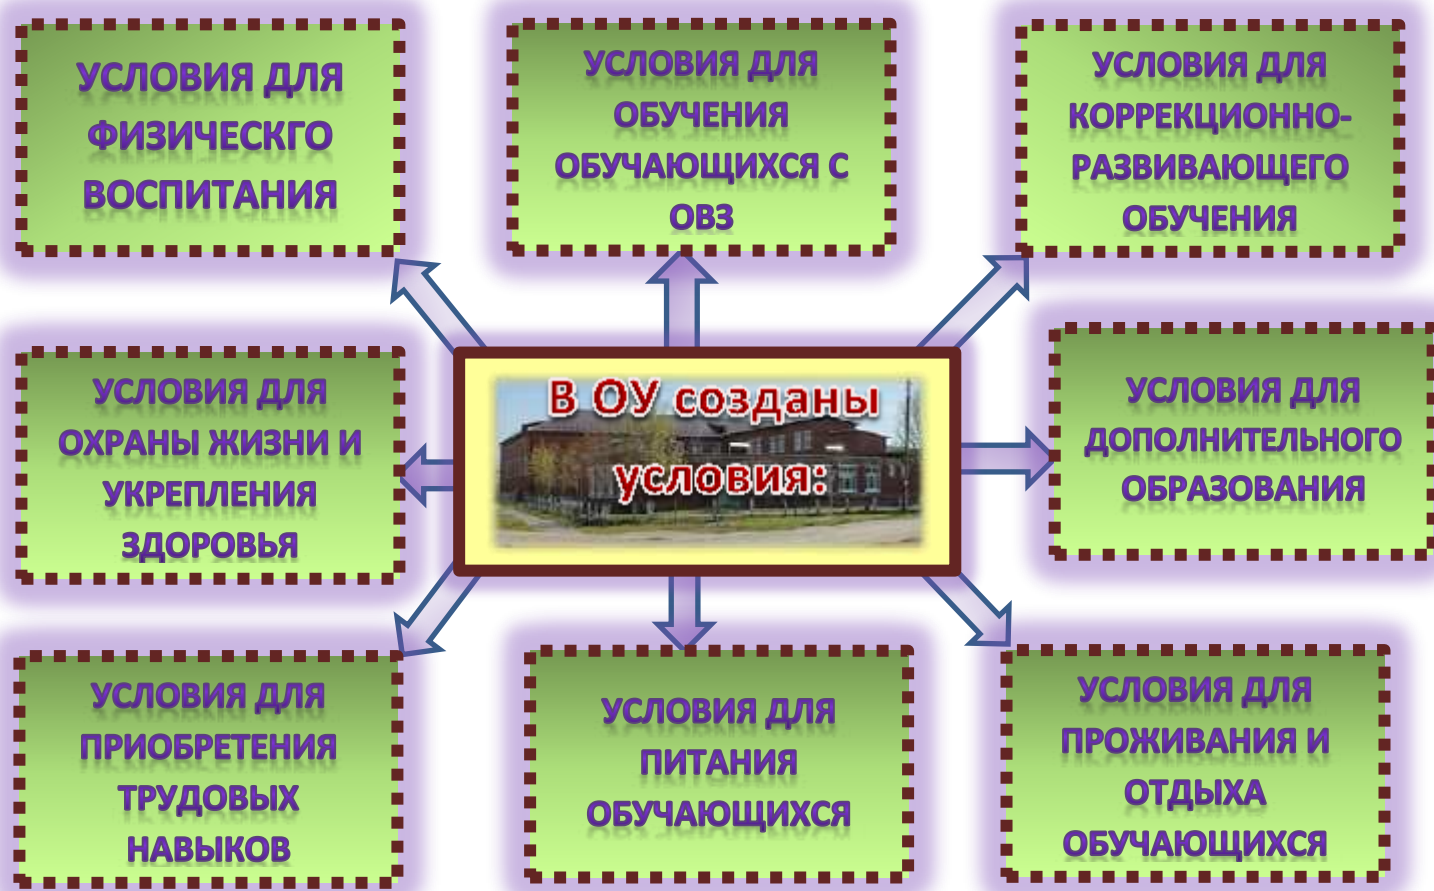 УСЛОВИЯ ДЛЯ
ФИЗИЧЕСКГО
ВОСПИТАНИЯ
УСЛОВИЯ ДЛЯ
ОБУЧЕНИЯ
ОБУЧАЮЩИХСЯ С
ОВЗ
УСЛОВИЯ ДЛЯ
КОРРЕКЦИОННО-
РАЗВИВАЮЩЕГО
ОБУЧЕНИЯ
УСЛОВИЯ ДЛЯ
ОХРАНЫ ЖИЗНИ И
УКРЕПЛЕНИЯ
ЗДОРОВЬЯ
В ОУ созданы
условия:
УСЛОВИЯ ДЛЯ
ДОПОЛНИТЕЛЬНОГО
ОБРАЗОВАНИЯ
УСЛОВИЯ ДЛЯ
ПРИОБРЕТЕНИЯ
ТРУДОВЫХ
НАВЫКОВ
УСЛОВИЯ ДЛЯ
ПИТАНИЯ
ОБУЧАЮЩИХСЯ
УСЛОВИЯ ДЛЯ
ПРОЖИВАНИЯ И
ОТДЫХА
ОБУЧАЮЩИХСЯ